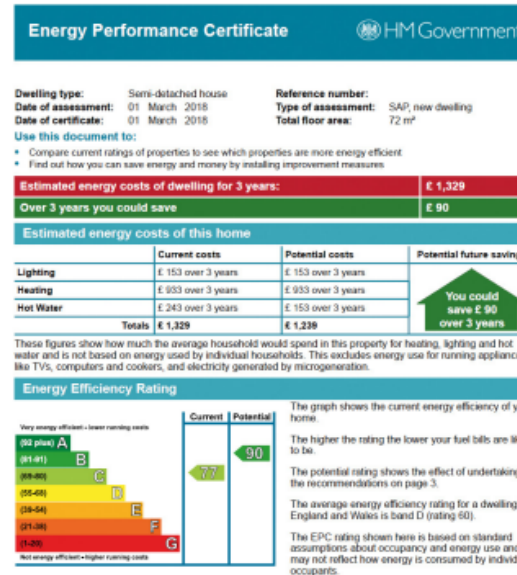 Energy Performance Certificate
HM Government
Dwelling type: Semi-detached house
Reference number:
Date of assessment: 01 March 2018
Type of assessment: SAP, new dwelling
Date of certificate: 01 March 2018
Total floor area: 72 m²
Use this document to:
• Compare current ratings of properties to see which properties are more energy efficient
• Find out how you can save energy and money by installing improvement measures
Estimated energy costs of dwelling for 3 years: £ 1,329
Over 3 years you could save £ 90
Estimated energy costs of this home
Current costs Potential costs Potential future saving
Lighting £ 153 over 3 years £ 153 over 3 years
Heating £ 933 over 3 years £ 933 over 3 years
Hot Water £ 243 over 3 years £ 153 over 3 years
Totals £ 1,329 £ 1,239
You could
save £ 90
over 3 years
These figures show how much the average household would spend in this property for heating, lighting and hot
water and is not based on energy used by individual households. This excludes energy use for running applianc
like TVs, computers and cookers, and electricity generated by microgeneration.
Energy Efficiency Rating
Current Potential
Very energy efficient - lower running costs
(92 plus) A
(81-91) B
(69-80) C
(55-68) D
(39-54) E
(21-38) F
(1-20) G
Not energy efficient - higher running costs
77
90
The graph shows the current energy efficiency of y
home.
The higher the rating the lower your fuel bills are lik
to be.
The potential rating shows the effect of undertaking
the recommendations on page 3.
The average energy efficiency rating for a dwelling
England and Wales is band D (rating 60).
The EPC rating shown here is based on standard
assumptions about occupancy and energy use and
may not reflect how energy is consumed by individ
occupants.